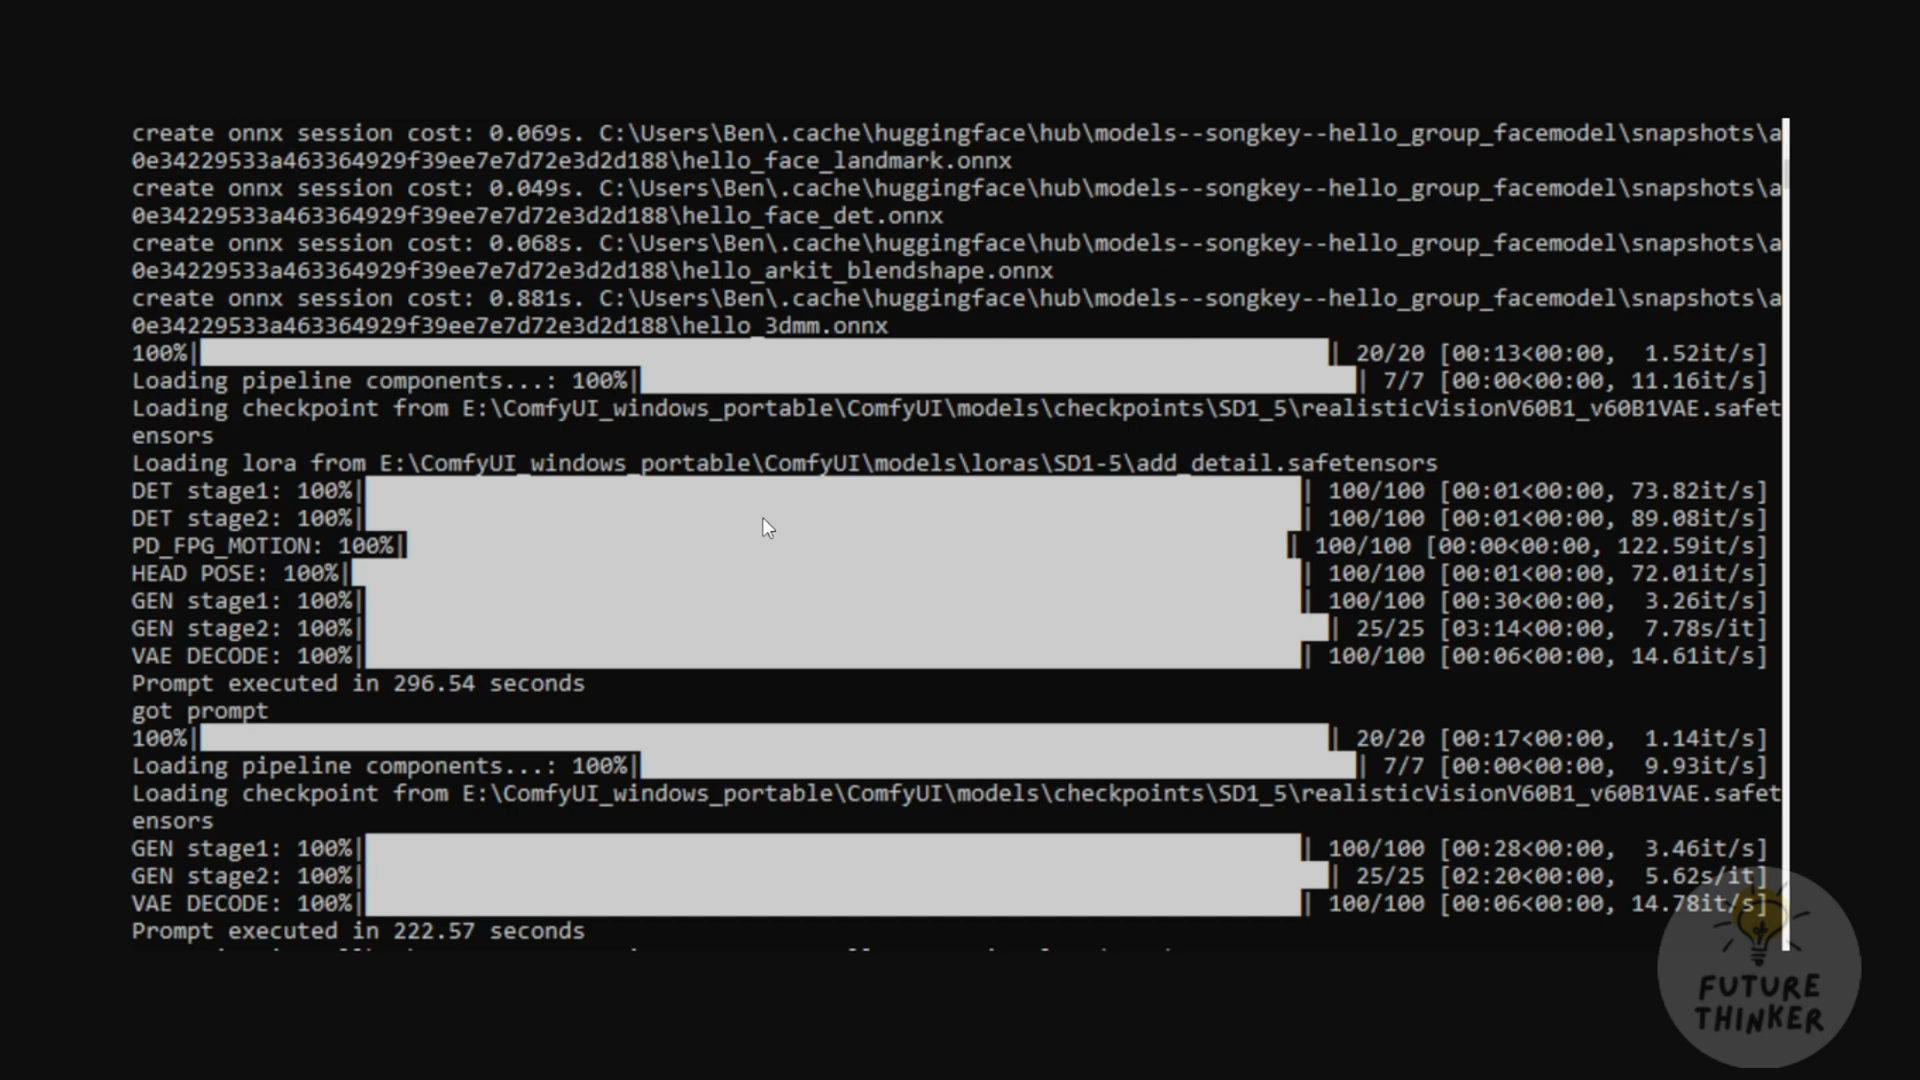 create onnx session cost: 0.069s. C:\Users\Ben\.cache\huggingface\hub\models--songkey--hello_group_facemodel\snapshots\a
0e34229533a463364929f39ee7e7d72e3d2d188\hello_face_landmark.onnx
create onnx session cost: 0.049s. C:\Users\Ben\.cache\huggingface\hub\models--songkey--hello_group_facemodel\snapshots\a
0e34229533a463364929f39ee7e7d72e3d2d188\hello_face_det.onnx
create onnx session cost: 0.068s. C:\Users\Ben\.cache\huggingface\hub\models--songkey--hello_group_facemodel\snapshots\a
0e34229533a463364929f39ee7e7d72e3d2d188\hello_arkit_blendshape.onnx
create onnx session cost: 0.881s. C:\Users\Ben\.cache\huggingface\hub\models--songkey--hello_group_facemodel\snapshots\a
0e34229533a463364929f39ee7e7d72e3d2d188\hello_3dmm.onnx
100%| | 20/20 [00:13<00:00, 1.52it/s]
Loading pipeline components...: 100%| | 7/7 [00:00<00:00, 11.16it/s]
Loading checkpoint from E:\ComfyUI_windows_portable\ComfyUI\models\checkpoints\SD1_5\realisticVisionV60B1_v60B1VAE.safet
ensors
Loading lora from E:\ComfyUI_windows_portable\ComfyUI\models\loras\SD1-5\add_detail.safetensors
DET stage1: 100%| | 100/100 [00:01<00:00, 73.82it/s]
DET stage2: 100%| | 100/100 [00:01<00:00, 89.08it/s]
PD_FPG_MOTION: 100%| | 100/100 [00:00<00:00, 122.59it/s]
HEAD POSE: 100%| | 100/100 [00:01<00:00, 72.01it/s]
GEN stage1: 100%| | 100/100 [00:30<00:00, 3.26it/s]
GEN stage2: 100%| | 25/25 [03:14<00:00, 7.78s/it]
VAE DECODE: 100%| | 100/100 [00:06<00:00, 14.61it/s]
Prompt executed in 296.54 seconds
got prompt
100%| | 20/20 [00:17<00:00, 1.14it/s]
Loading pipeline components...: 100%| | 7/7 [00:00<00:00, 9.93it/s]
Loading checkpoint from E:\ComfyUI_windows_portable\ComfyUI\models\checkpoints\SD1_5\realisticVisionV60B1_v60B1VAE.safet
ensors
GEN stage1: 100%| | 100/100 [00:28<00:00, 3.46it/s]
GEN stage2: 100%| | 25/25 [02:20<00:00, 5.62s/it]
VAE DECODE: 100%| | 100/100 [00:06<00:00, 14.78it/s]
Prompt executed in 222.57 seconds
FUTURE
THINKER